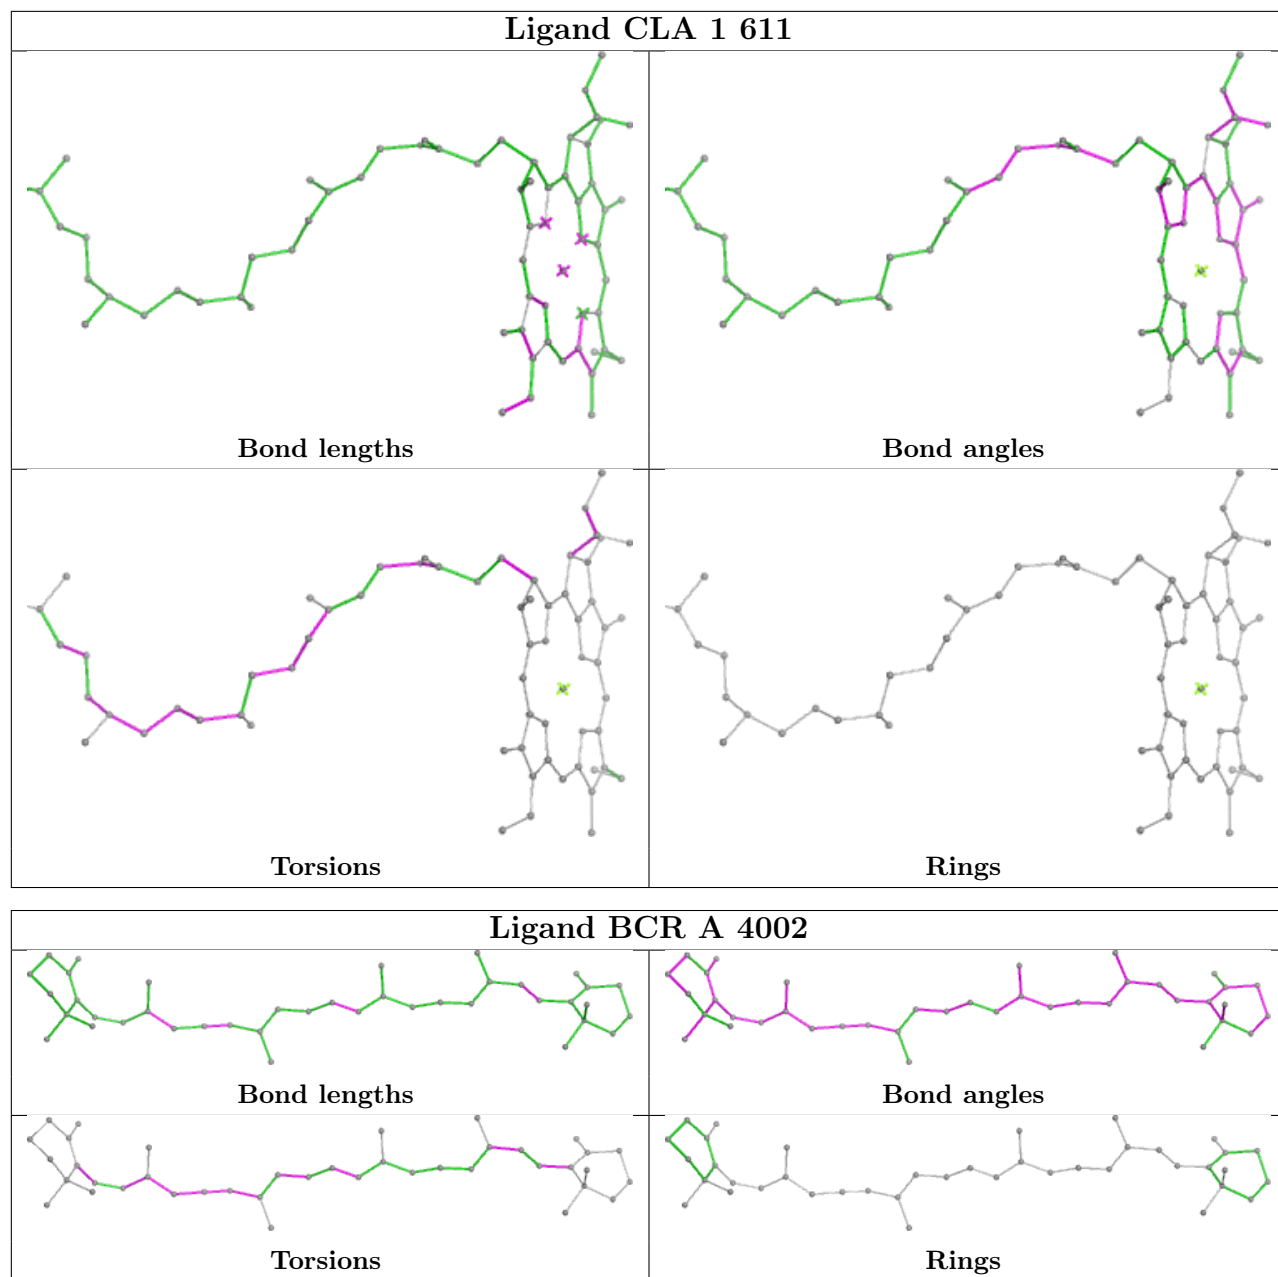 Ligand CLA 1 611
Bond lengths
Bond angles
Torsions
Rings
Ligand BCR A 4002
Bond lengths
Bond angles
Torsions
Rings